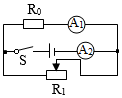 R₀ A₁
S A₂
R₁